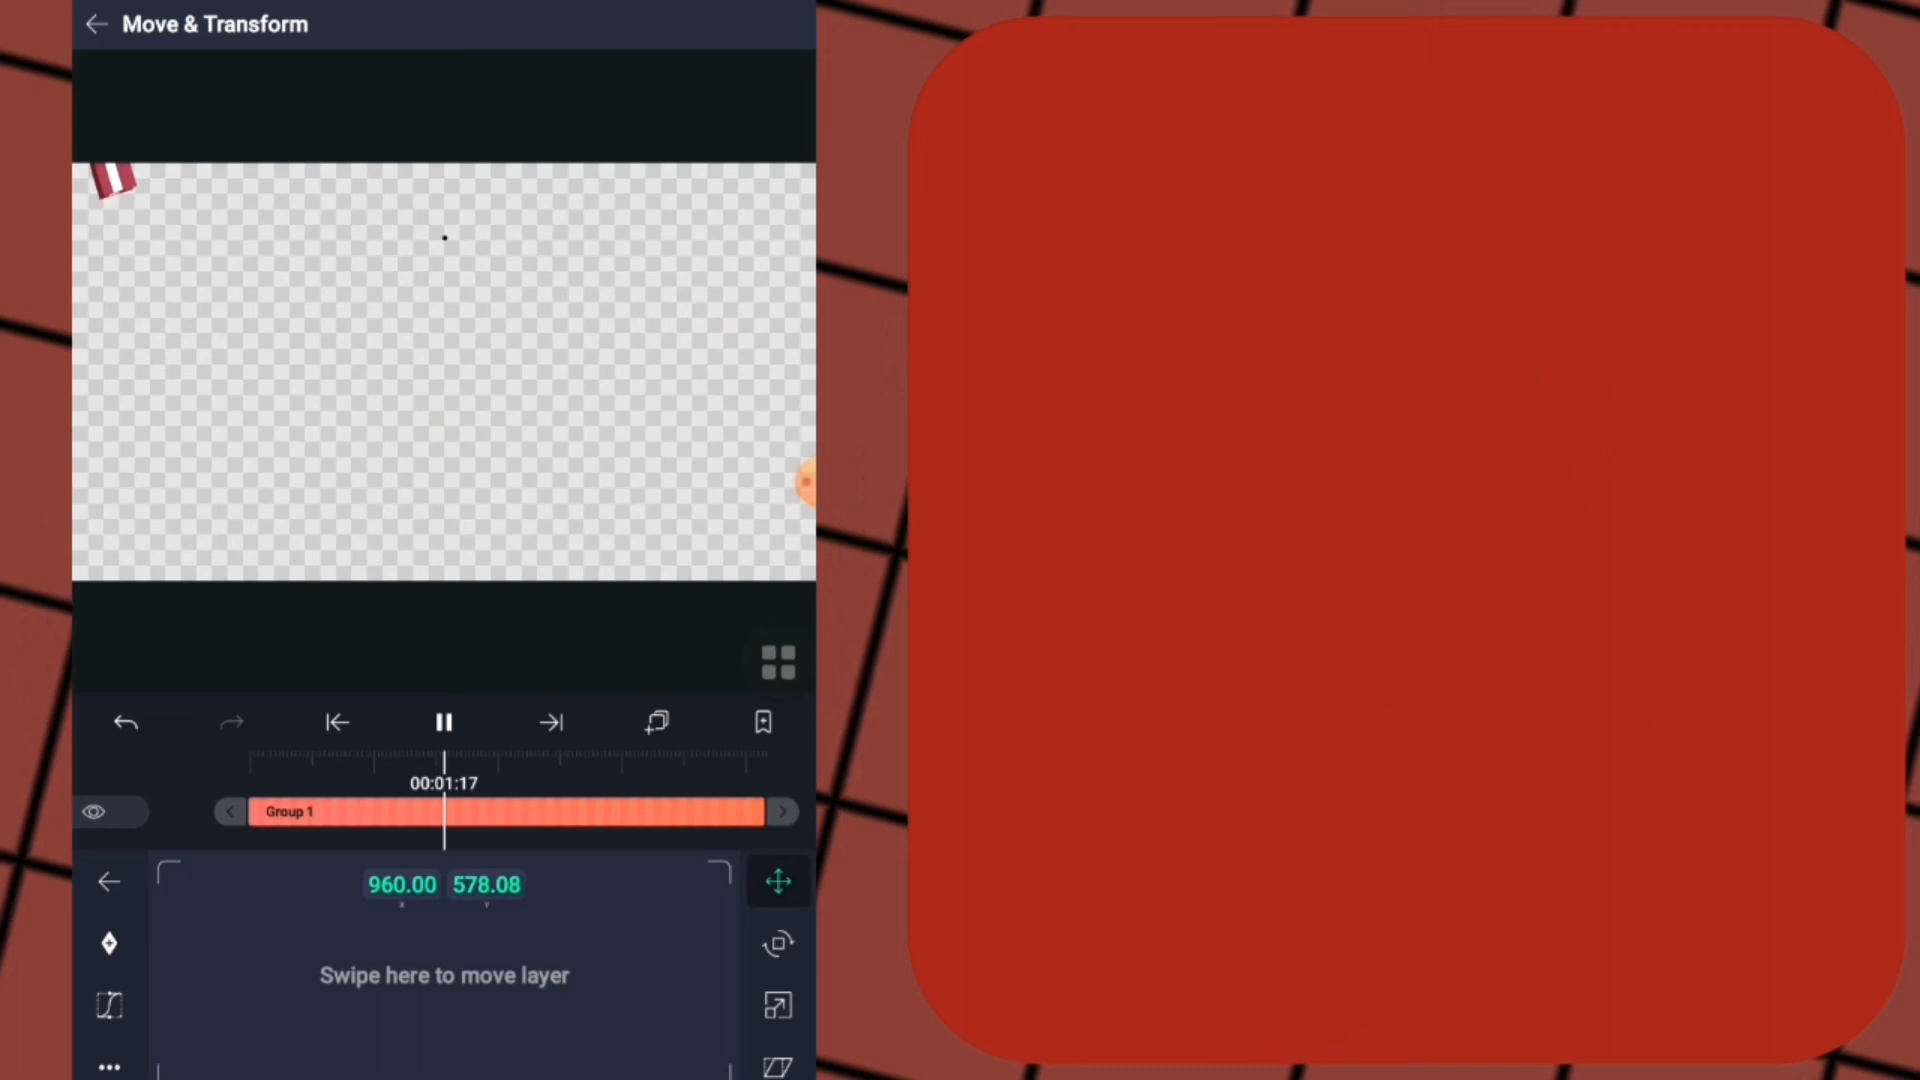 Move & Transform
00:01:17
Group 1
960.00 578.08
X Y
Swipe here to move layer